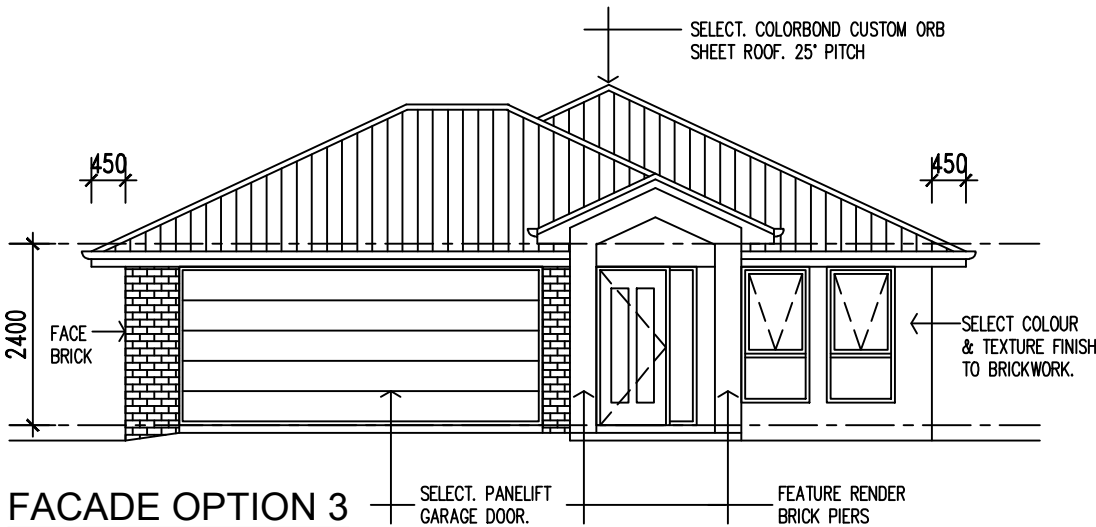 SELECT. COLORBOND CUSTOM ORB
SHEET ROOF. 25° PITCH
450
450
2400
FACE
BRICK
SELECT COLOUR
& TEXTURE FINISH
TO BRICKWORK.
FACADE OPTION 3
SELECT. PANELIFT
GARAGE DOOR.
FEATURE RENDER
BRICK PIERS